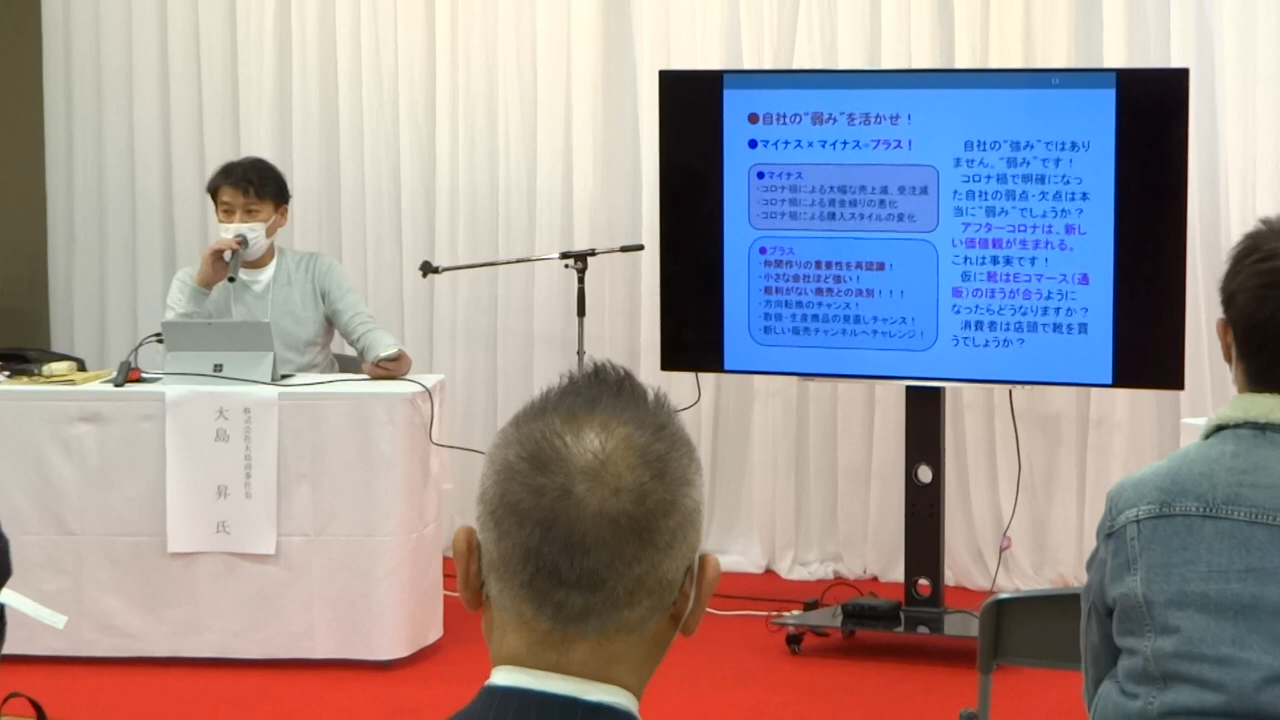 13
●自社の“弱み”を活かせ！
●マイナス×マイナス=プラス！
●マイナス
・コロナ禍による大幅な売上減、受注減
・コロナ禍による資金繰りの悪化
・コロナ禍による購入スタイルの変化
●プラス
・仲間作りの重要性を再認識！
・小さな会社ほど強い！
・粗利がない商売との決別！！！
・方向転換のチャンス！
・取扱・生産商品の見直しチャンス！
・新しい販売チャンネルへチャレンジ！
自社の“強み”ではあり
ません。“弱み”です！
コロナ禍で明確になっ
た自社の弱点・欠点は本
当に“弱み”でしょうか？
アフターコロナは、新し
い価値観が生まれる。
これは事実です！
仮に靴はEコマース（通
販）のほうが合うように
なったらどうなりますか？
消費者は店頭で靴を買
うでしょうか？
株式会社大島商事社長
大島 昇 氏